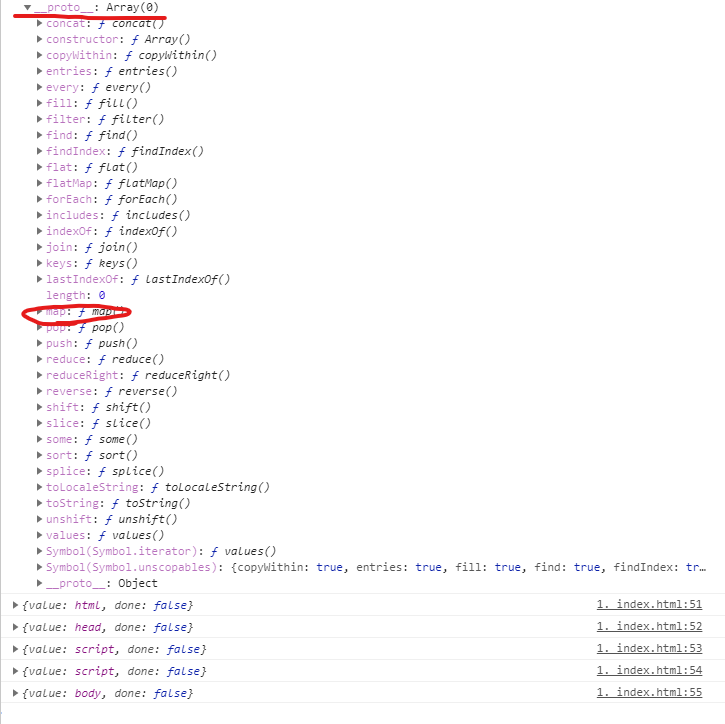 __proto__: Array(0)
concat: ƒ concat()
constructor: ƒ Array()
copyWithin: ƒ copyWithin()
entries: ƒ entries()
every: ƒ every()
fill: ƒ fill()
filter: ƒ filter()
find: ƒ find()
findIndex: ƒ findIndex()
flat: ƒ flat()
flatMap: ƒ flatMap()
forEach: ƒ forEach()
includes: ƒ includes()
indexOf: ƒ indexOf()
join: ƒ join()
keys: ƒ keys()
lastIndexOf: ƒ lastIndexOf()
length: 0
map: ƒ map()
pop: ƒ pop()
push: ƒ push()
reduce: ƒ reduce()
reduceRight: ƒ reduceRight()
reverse: ƒ reverse()
shift: ƒ shift()
slice: ƒ slice()
some: ƒ some()
sort: ƒ sort()
splice: ƒ splice()
toLocaleString: ƒ toLocaleString()
toString: ƒ toString()
unshift: ƒ unshift()
values: ƒ values()
Symbol(Symbol.iterator): ƒ values()
Symbol(Symbol.unscopables): {copyWithin: true, entries: true, fill: true, find: true, findIndex: tr…
__proto__: Object
{value: html, done: false} 1. index.html:51
{value: head, done: false} 1. index.html:52
{value: script, done: false} 1. index.html:53
{value: script, done: false} 1. index.html:54
{value: body, done: false} 1. index.html:55